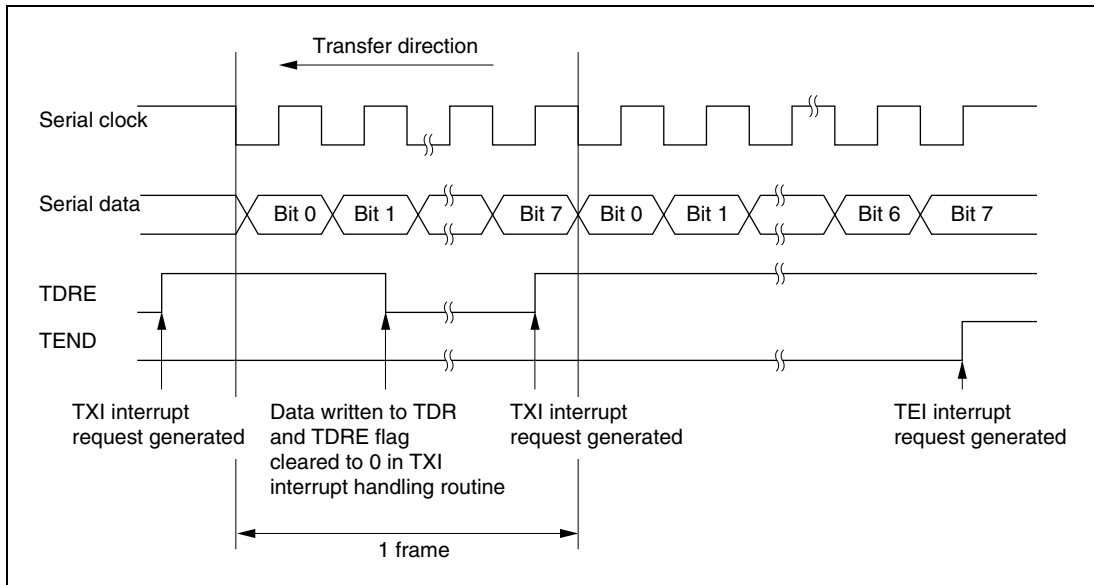 Transfer direction
Serial clock
Serial data
Bit 0
Bit 1
Bit 7
Bit 0
Bit 1
Bit 6
Bit 7
TDRE
TEND
TXI interrupt
request generated
Data written to TDR
and TDRE flag
cleared to 0 in TXI
interrupt handling routine
TXI interrupt
request generated
TEI interrupt
request generated
1 frame